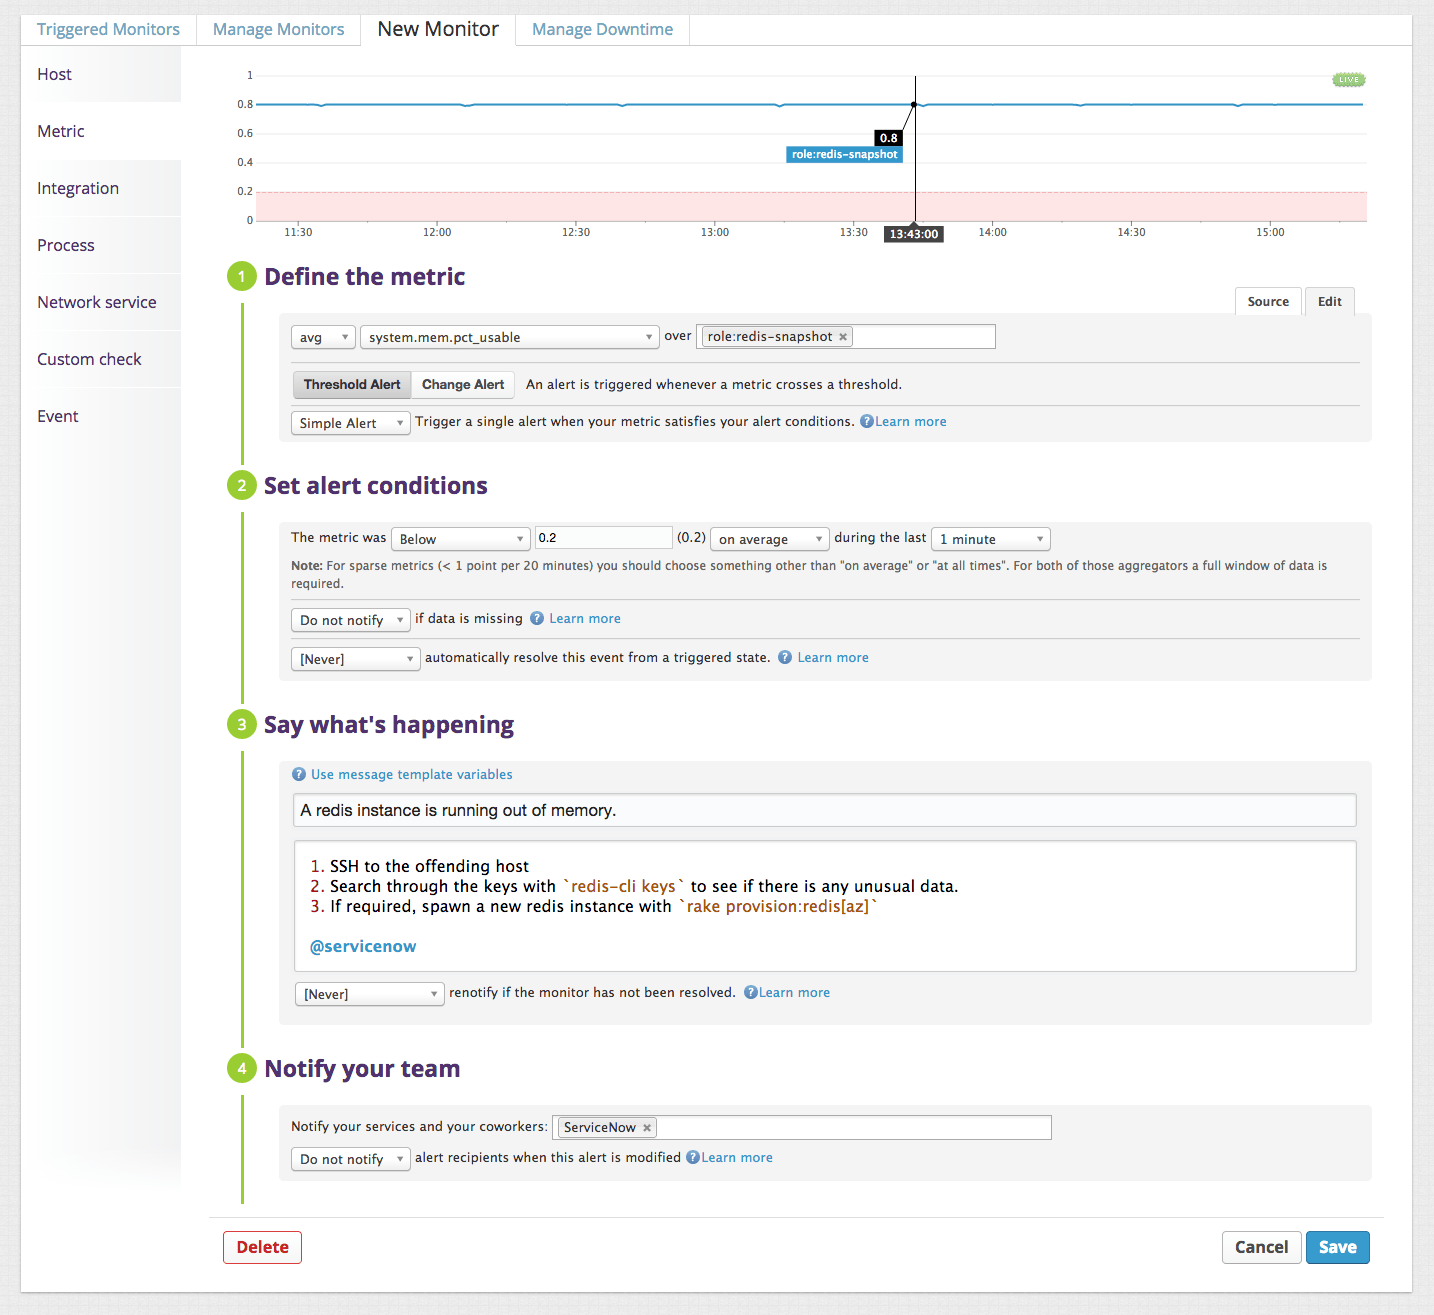 Triggered Monitors
Manage Monitors
New Monitor
Manage Downtime
Host
Metric
Integration
Process
Network service
Custom check
Event
1
0.8
0.6
0.4
0.2
0
LIVE
0.8
role:redis-snapshot
11:30
12:00
12:30
13:00
13:30
13:43:00
14:00
14:30
15:00
1 Define the metric
Source
Edit
avg system.mem.pct_usable over role:redis-snapshot ×
Threshold Alert Change Alert An alert is triggered whenever a metric crosses a threshold.
Simple Alert Trigger a single alert when your metric satisfies your alert conditions. ? Learn more
2 Set alert conditions
The metric was Below 0.2 (0.2) on average during the last 1 minute
Note: For sparse metrics (< 1 point per 20 minutes) you should choose something other than "on average" or "at all times". For both of those aggregators a full window of data is
required.
Do not notify if data is missing ? Learn more
[Never] automatically resolve this event from a triggered state. ? Learn more
3 Say what's happening
? Use message template variables
A redis instance is running out of memory.
1. SSH to the offending host
2. Search through the keys with `redis-cli keys` to see if there is any unusual data.
3. If required, spawn a new redis instance with `rake provision:redis[az]`
@servicenow
[Never] renotify if the monitor has not been resolved. ? Learn more
4 Notify your team
Notify your services and your coworkers: ServiceNow ×
Do not notify alert recipients when this alert is modified ? Learn more
Delete
Cancel
Save